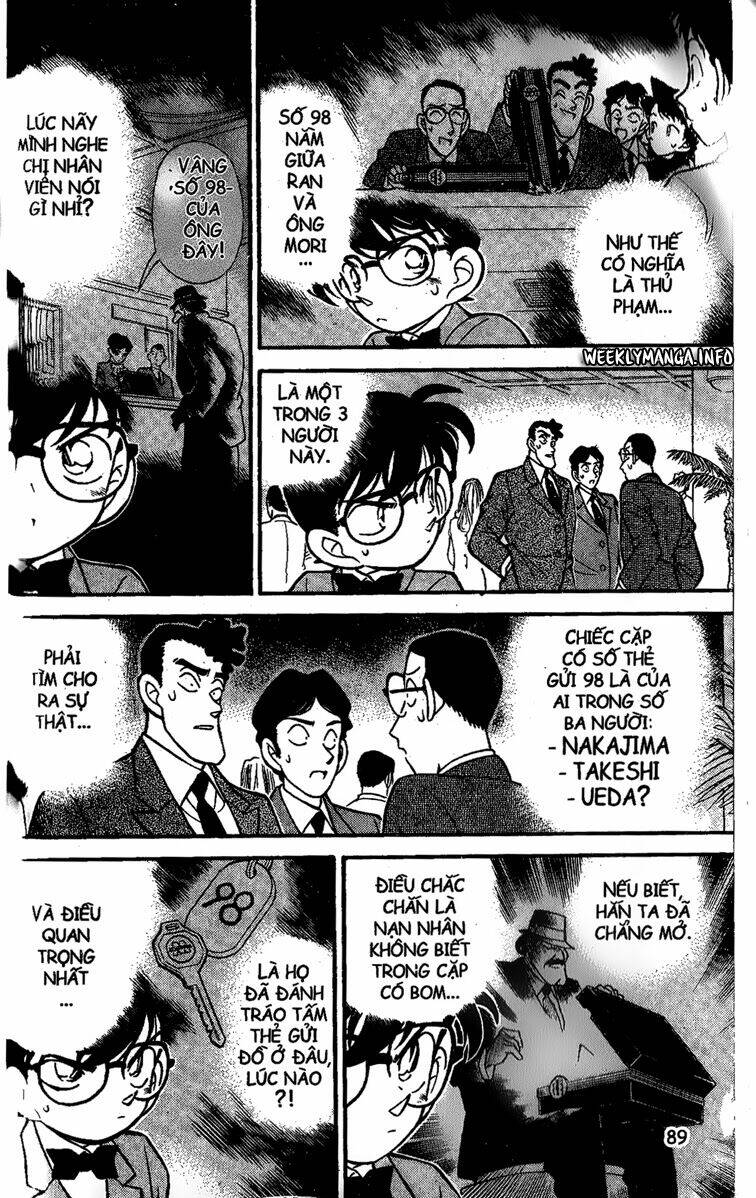 LÚC NÃY
MÌNH NGHE
CHỊ NHÂN
VIÊN NÓI
GÌ NHỈ?
VÂNG
SỐ 98-
CỦA
ÔNG
ĐÂY!
SỐ 98
NẰM
GIỮA
RAN
VÀ
ÔNG
MORI
...
NHƯ THẾ
CÓ NGHĨA
LÀ THỦ
PHẠM...
WEEKLYMANGA.INFO
LÀ MỘT
TRONG 3
NGƯỜI
NÀY.
PHẢI
TÌM CHO
RA SỰ
THẬT...
CHIẾC CẶP
CÓ SỐ THẺ
GỬI 98 LÀ CỦA
AI TRONG SỐ
BA NGƯỜI:
- NAKAJIMA
- TAKESHI
- UEDA?
VÀ ĐIỀU
QUAN
TRỌNG
NHẤT
...
LÀ HỌ
ĐÃ ĐÁNH
TRÁO TẤM
THẺ GỬI
ĐỒ Ở ĐÂU,
LÚC NÀO
?!
ĐIỀU CHẮC
CHẮN LÀ
NẠN NHÂN
KHÔNG BIẾT
TRONG CẶP
CÓ BOM...
NẾU BIẾT,
HẮN TA ĐÃ
CHẲNG MỞ.
89